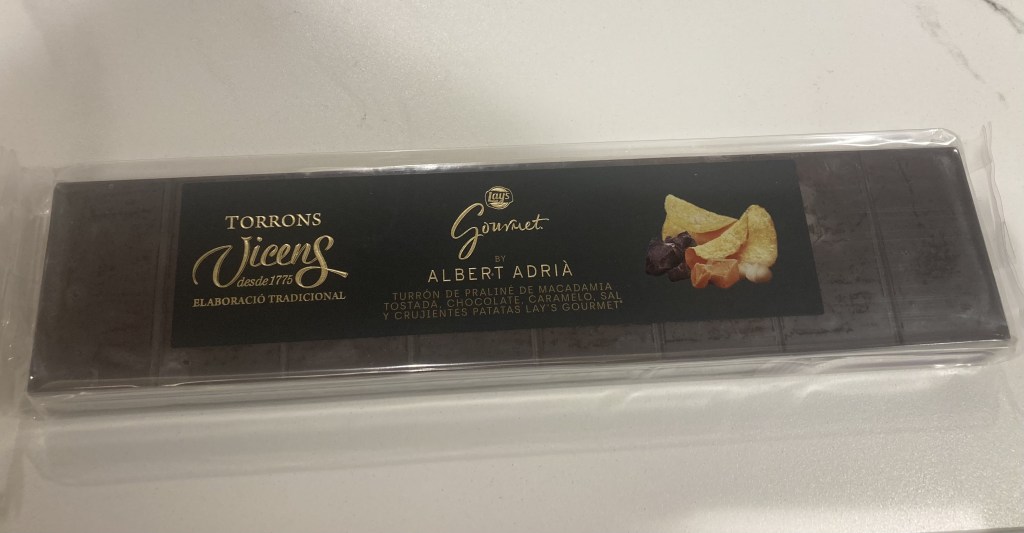 TORRONS
Vicens
desde 1775
ELABORACIÓ TRADICIONAL
Lay's
Gourmet
BY
ALBERT ADRIÀ
TURRÓN DE PRALINÉ DE MACADAMIA
TOSTADA, CHOCOLATE, CARAMELO, SAL
Y CRUJIENTES PATATAS LAY'S GOURMET